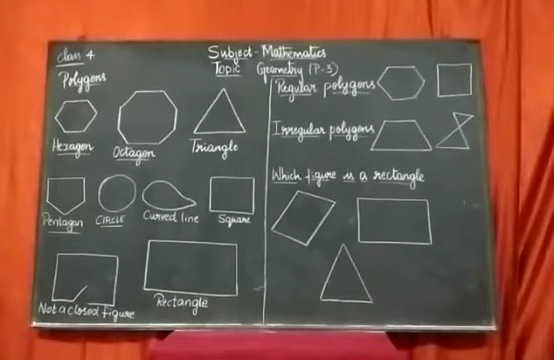 Class 4
Subject - Mathematics
Topic Geometry (P-3)
Polygons
Hexagon
Octagon
Triangle
Pentagon
CIRCLE
Curved line
Square
Not a closed figure
Rectangle
Regular polygons
Irregular polygons
Which figure is a rectangle